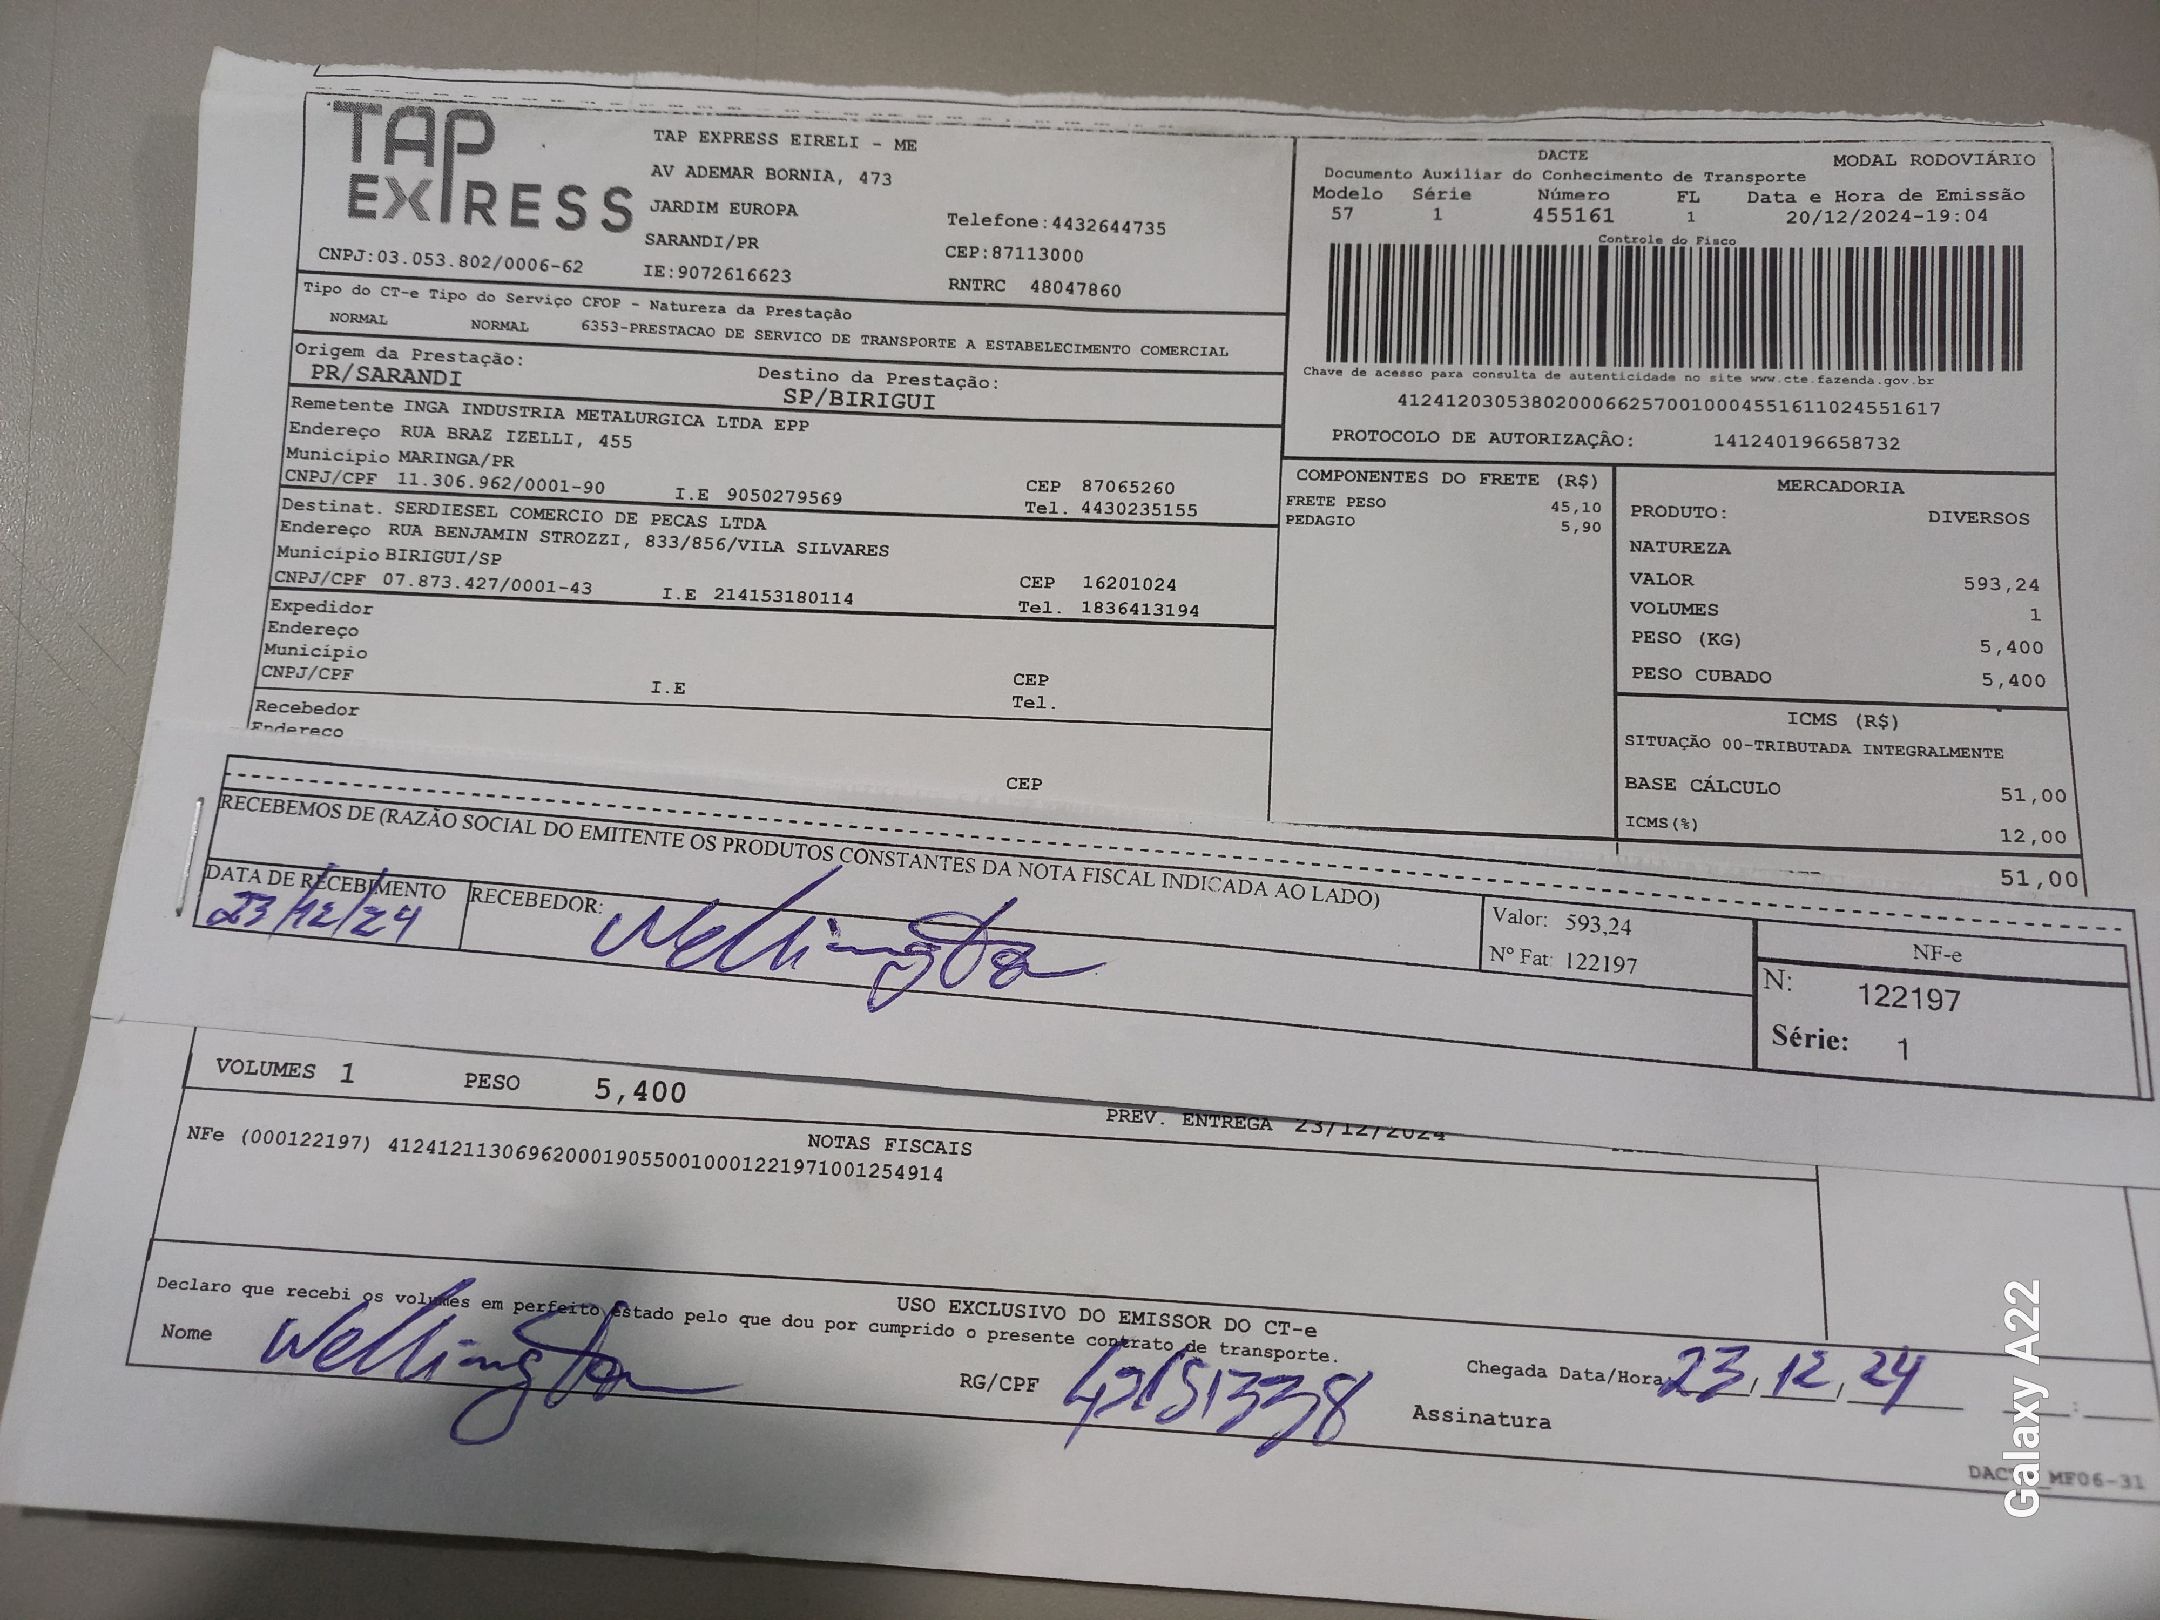 TAP EXPRESS
TAP EXPRESS EIRELI - ME
AV ADEMAR BORNIA, 473
JARDIM EUROPA
SARANDI/PR
IE:9072616623
Telefone:4432644735
CEP:87113000
RNTRC 48047860
CNPJ:03.053.802/0006-62
DACTE
MODAL RODOVIÁRIO
Documento Auxiliar do Conhecimento de Transporte
Modelo Série Número FL Data e Hora de Emissão
57 1 455161 1 20/12/2024-19:04
Controle do Fisco
Chave de acesso para consulta de autenticidade no site www.cte.fazenda.gov.br
41241203053802000662570010004551611024551617
PROTOCOLO DE AUTORIZAÇÃO: 141240196658732
Tipo do CT-e Tipo do Serviço CFOP - Natureza da Prestação
NORMAL NORMAL 6353-PRESTACAO DE SERVICO DE TRANSPORTE A ESTABELECIMENTO COMERCIAL
Origem da Prestação: Destino da Prestação:
PR/SARANDI SP/BIRIGUI
Remetente INGA INDUSTRIA METALURGICA LTDA EPP
Endereço RUA BRAZ IZELLI, 455
Município MARINGA/PR
CNPJ/CPF 11.306.962/0001-90 I.E 9050279569
CEP 87065260
Tel. 4430235155
Destinat. SERDIESEL COMERCIO DE PECAS LTDA
Endereço RUA BENJAMIN STROZZI, 833/856/VILA SILVARES
Município BIRIGUI/SP
CNPJ/CPF 07.873.427/0001-43 I.E 214153180114
CEP 16201024
Tel. 1836413194
Expedidor
Endereço
Município
CNPJ/CPF I.E
CEP
Tel.
Recebedor
Endereço
CEP
COMPONENTES DO FRETE (R$)
FRETE PESO 45,10
PEDAGIO 5,90
MERCADORIA
PRODUTO: DIVERSOS
NATUREZA
VALOR 593,24
VOLUMES 1
PESO (KG) 5,400
PESO CUBADO 5,400
ICMS (R$)
SITUAÇÃO 00-TRIBUTADA INTEGRALMENTE
BASE CÁLCULO 51,00
ICMS(%) 12,00
51,00
RECEBEMOS DE (RAZÃO SOCIAL DO EMITENTE OS PRODUTOS CONSTANTES DA NOTA FISCAL INDICADA AO LADO)
DATA DE RECEBIMENTO RECEBEDOR:
23/12/24 Wellington
Valor: 593,24
Nº Fat: 122197
NF-e
N: 122197
Série: 1
VOLUMES 1 PESO 5,400
PREV. ENTREGA 23/12/2024
NOTAS FISCAIS
NFe (000122197) 41241211306962000190550010001221971001254914
USO EXCLUSIVO DO EMISSOR DO CT-e
Declaro que recebi os volumes em perfeito estado pelo que dou por cumprido o presente contrato de transporte.
Nome Wellington RG/CPF
Chegada Data/Hora 23, 12, 24
Assinatura
MF06-31
Galaxy A22